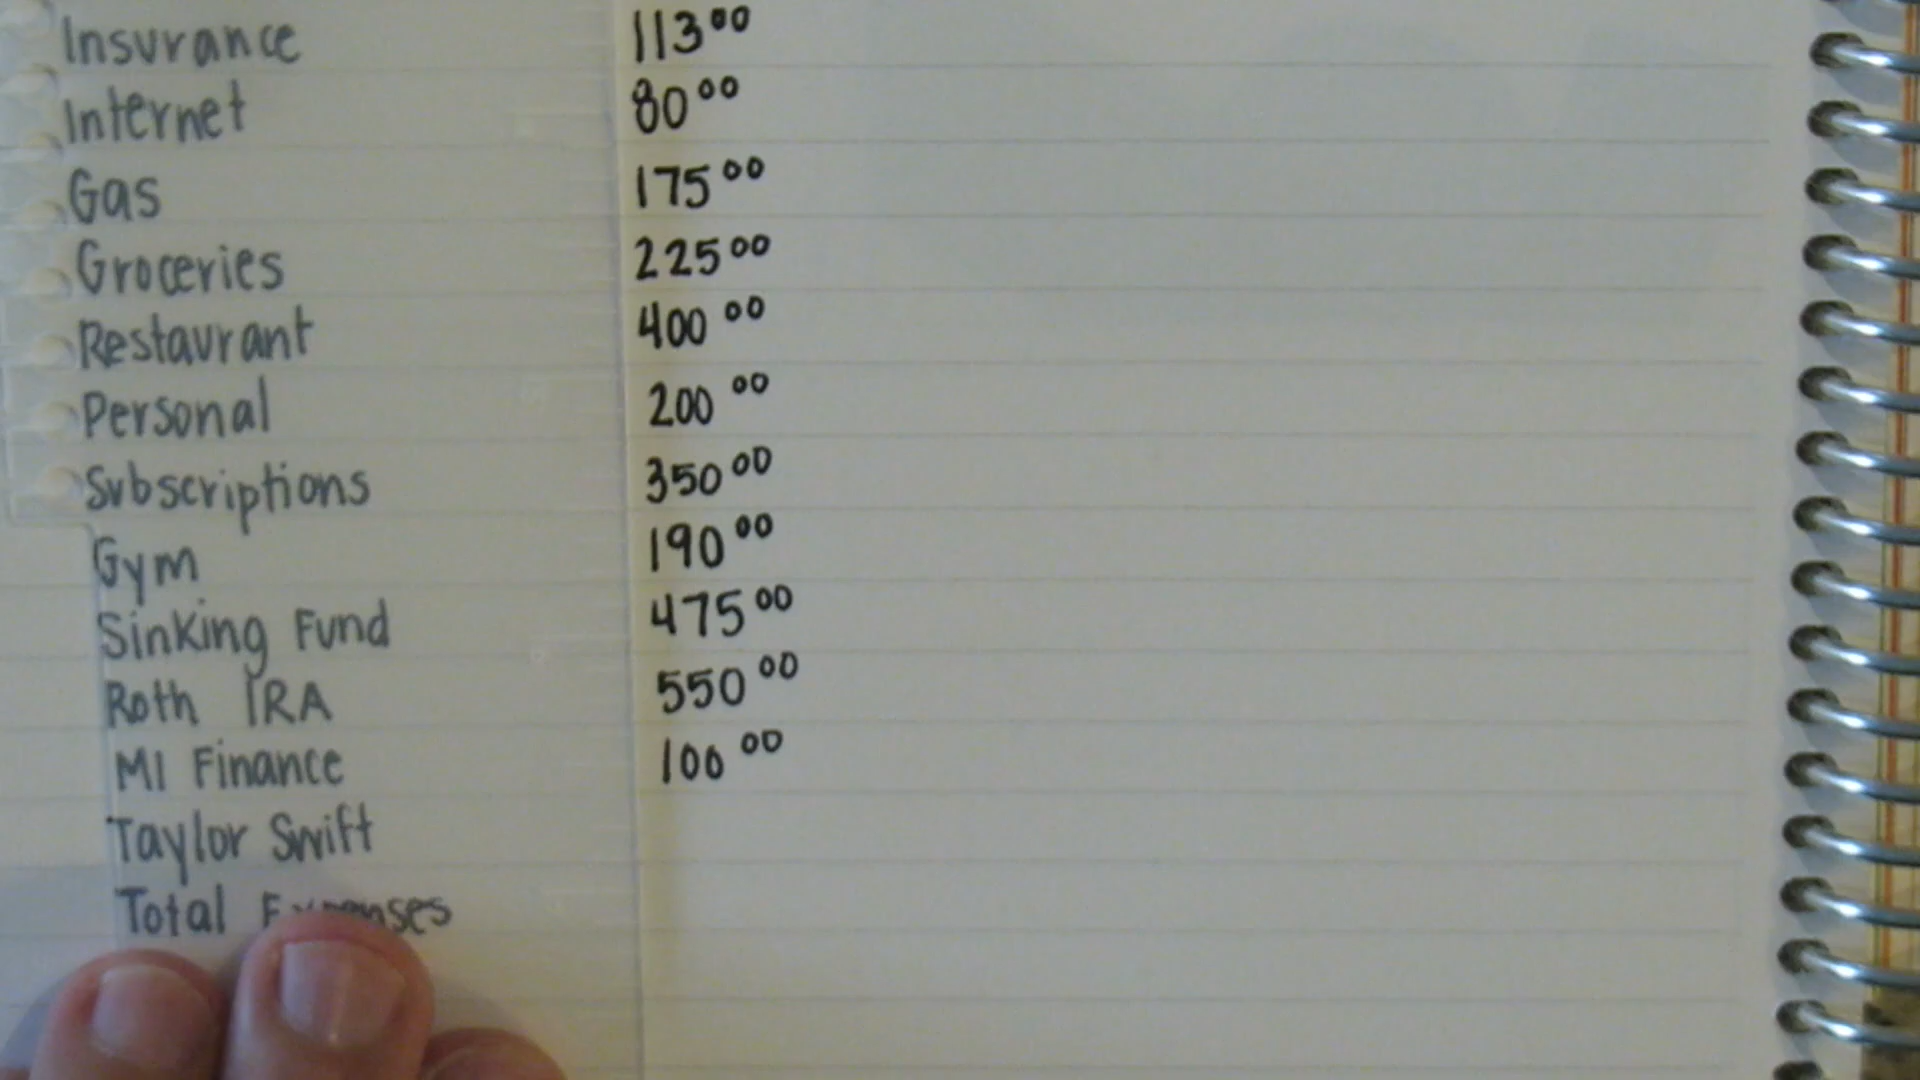 Insurance 113⁰⁰
Internet 80⁰⁰
Gas 175⁰⁰
Groceries 225⁰⁰
Restaurant 400⁰⁰
Personal 200⁰⁰
Subscriptions 350⁰⁰
Gym 190⁰⁰
Sinking Fund 475⁰⁰
Roth IRA 550⁰⁰
MI Finance 100⁰⁰
Taylor Swift
Total Expenses